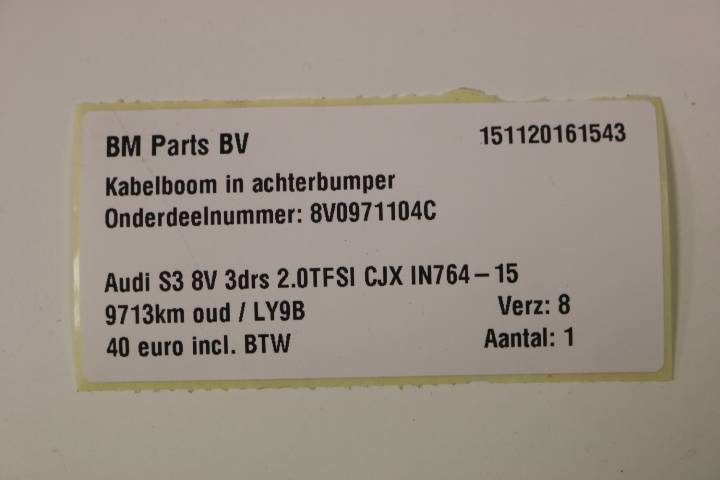 BM Parts BV 151120161543
Kabelboom in achterbumper
Onderdeelnummer: 8V0971104C
Audi S3 8V 3drs 2.0TFSI CJX IN764-15
9713km oud / LY9B Verz: 8
40 euro incl. BTW Aantal: 1